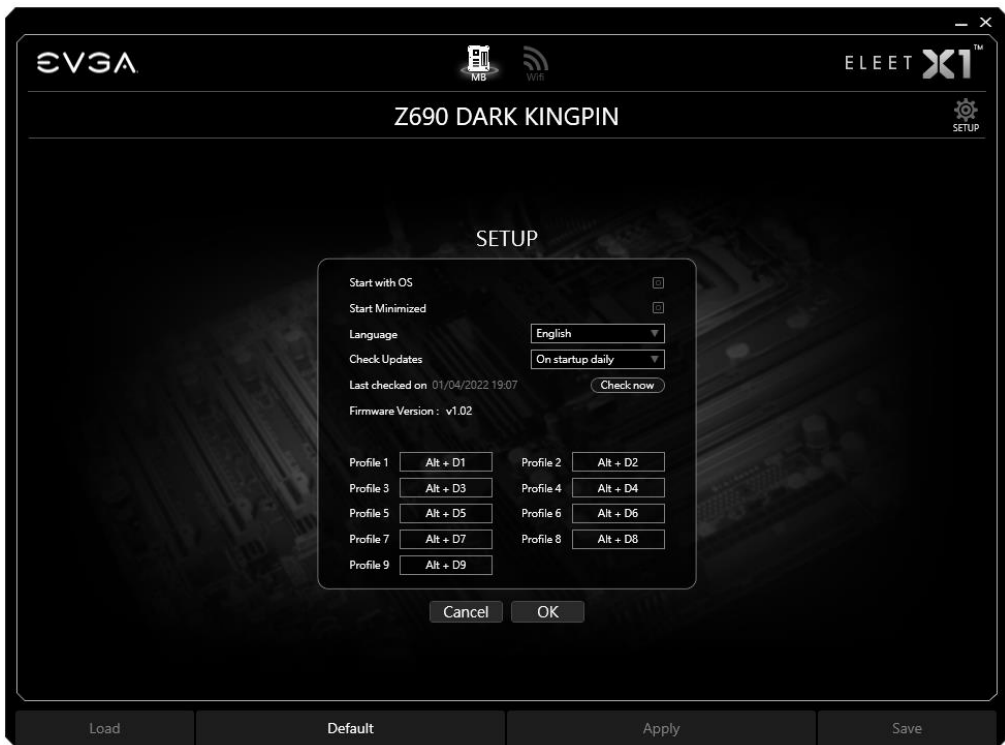 EVGA
MB
Wifi
ELEET X1™
Z690 DARK KINGPIN
SETUP
SETUP
Start with OS
Start Minimized
Language English
Check Updates On startup daily
Last checked on 01/04/2022 19:07 Check now
Firmware Version : v1.02
Profile 1 Alt + D1 Profile 2 Alt + D2
Profile 3 Alt + D3 Profile 4 Alt + D4
Profile 5 Alt + D5 Profile 6 Alt + D6
Profile 7 Alt + D7 Profile 8 Alt + D8
Profile 9 Alt + D9
Cancel OK
Load Default Apply Save